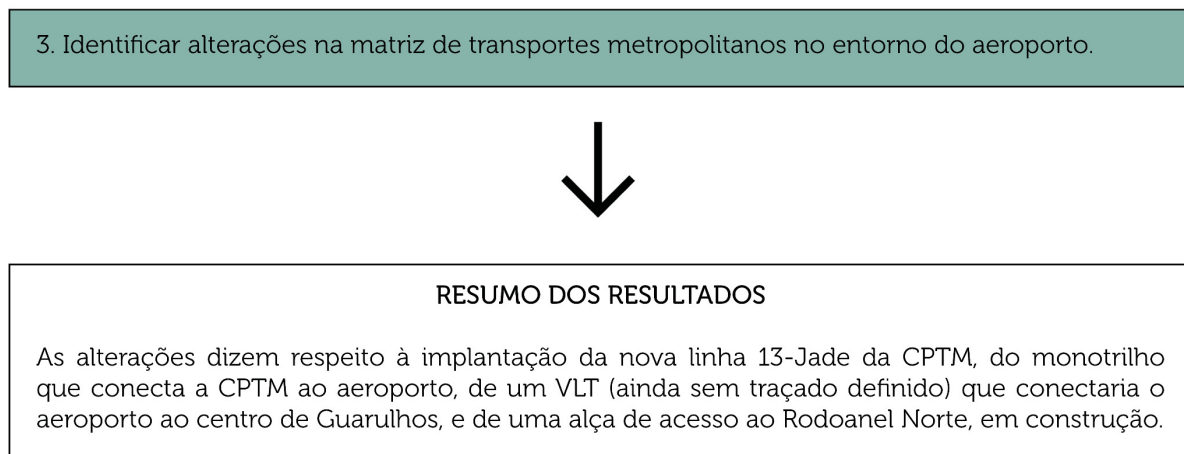 3. Identificar alterações na matriz de transportes metropolitanos no entorno do aeroporto.
RESUMO DOS RESULTADOS
As alterações dizem respeito à implantação da nova linha 13-Jade da CPTM, do monotrilho
que conecta a CPTM ao aeroporto, de um VLT (ainda sem traçado definido) que conectaria o
aeroporto ao centro de Guarulhos, e de uma alça de acesso ao Rodoanel Norte, em construção.